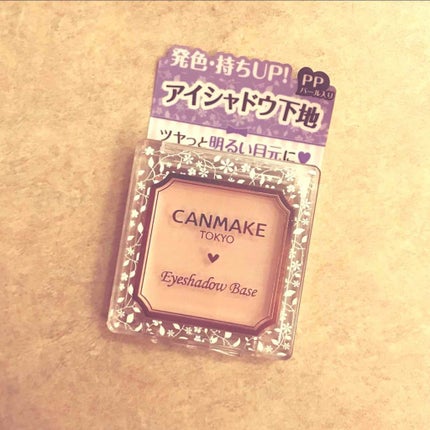 発色・持ちUP!
PP
パール入り
アイシャドウ下地
ツヤっと明るい目元に♥
CANMAKE
TOKYO
♥
Eyeshadow Base